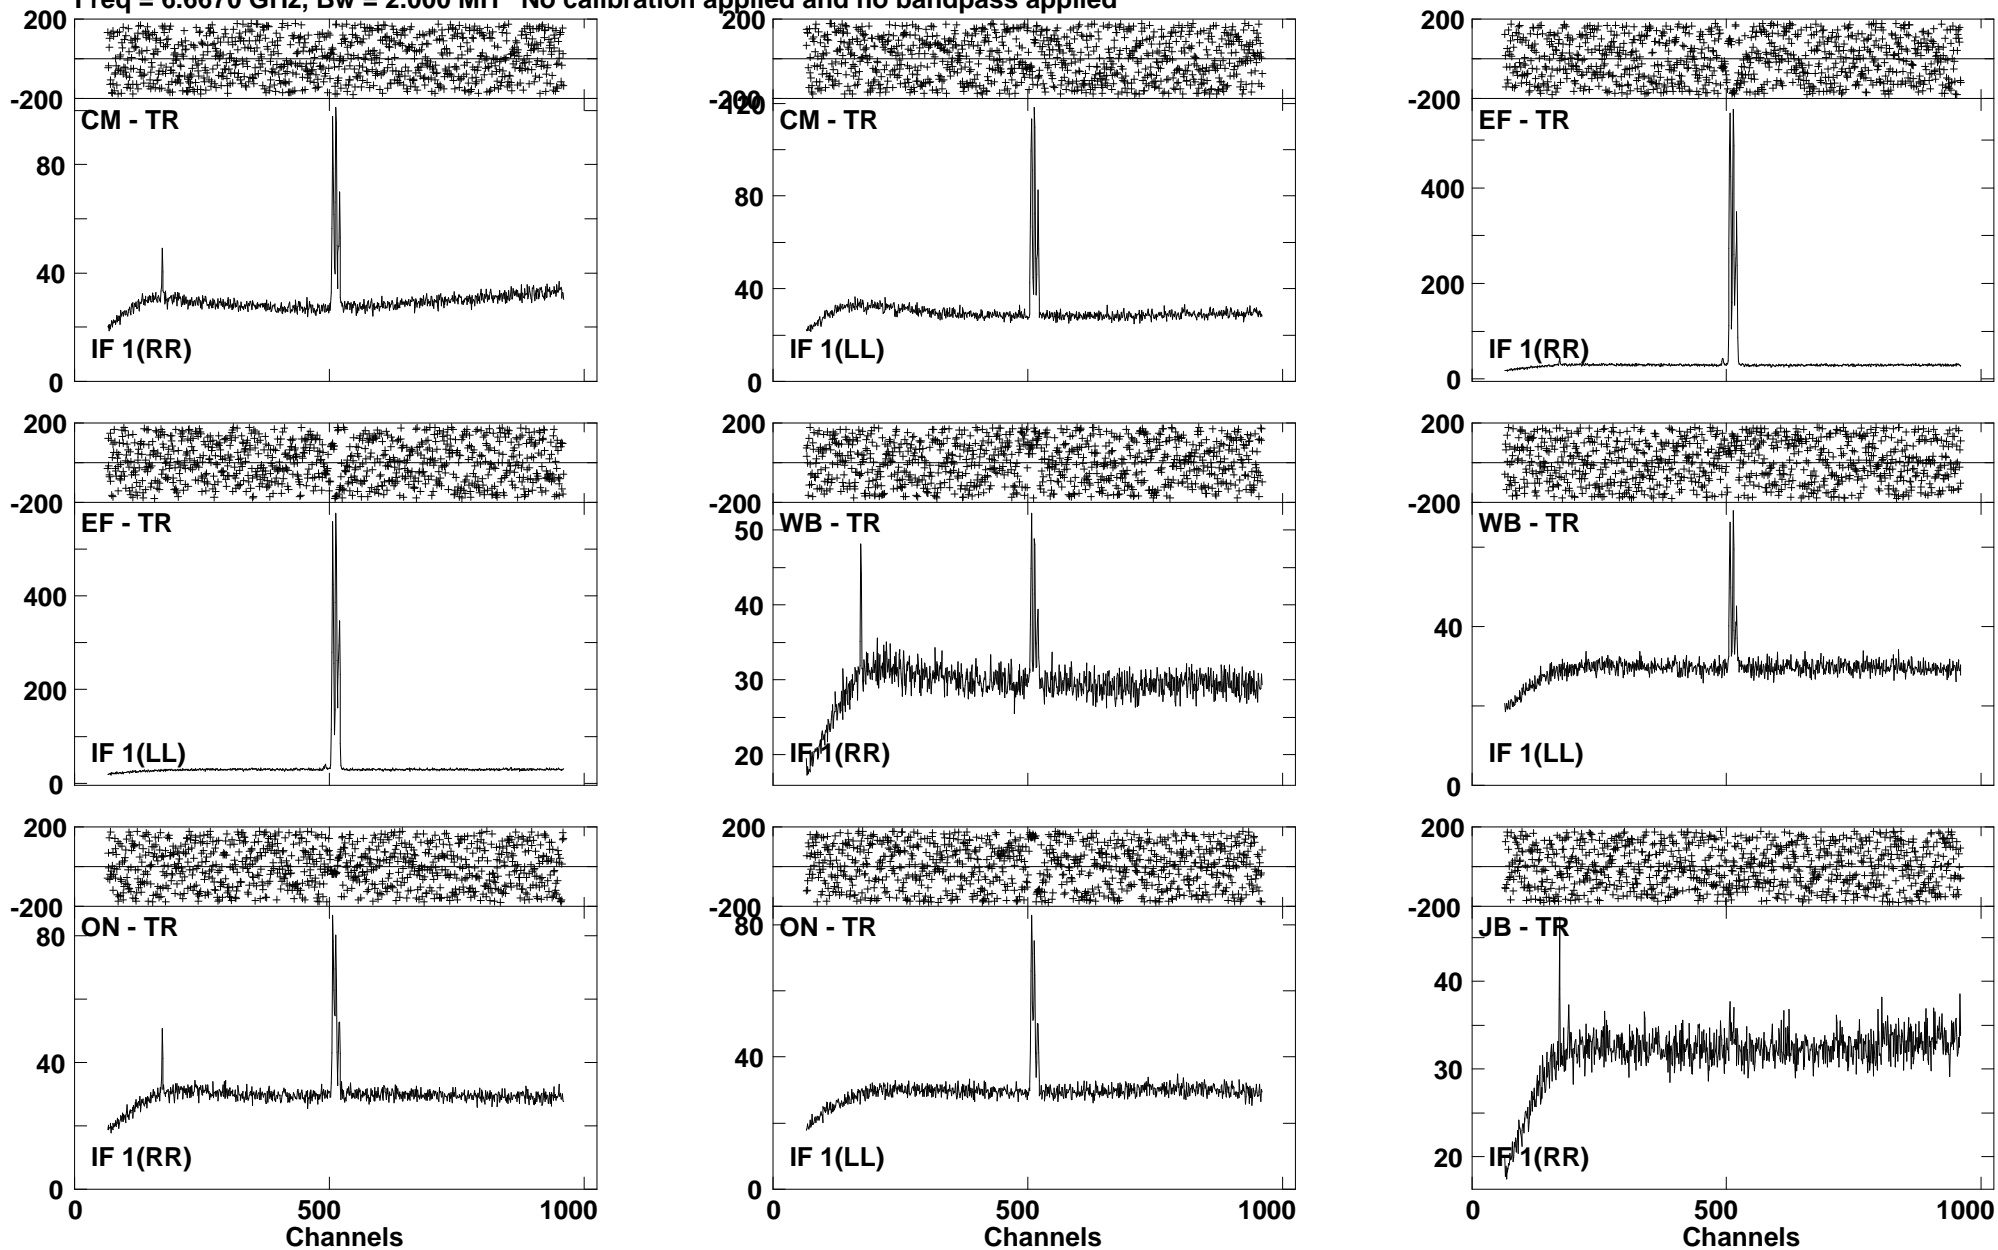 Freq = 6.6670 GHz, Bw = 2.000 MH No calibration applied and no bandpass applied
200
-200
CM - TR
80
40
0
IF 1(RR)
200
-200
120
CM - TR
80
40
0
IF 1(LL)
200
-200
EF - TR
400
200
0
IF 1(RR)
200
-200
EF - TR
400
200
0
IF 1(LL)
200
-200
WB - TR
50
40
30
20
IF 1(RR)
200
-200
WB - TR
40
0
IF 1(LL)
200
-200
ON - TR
80
40
0
IF 1(RR)
0 500 1000
Channels
200
-200
ON - TR
80
40
0
IF 1(LL)
0 500 1000
Channels
200
-200
JB - TR
40
30
20
IF 1(RR)
0 500 1000
Channels